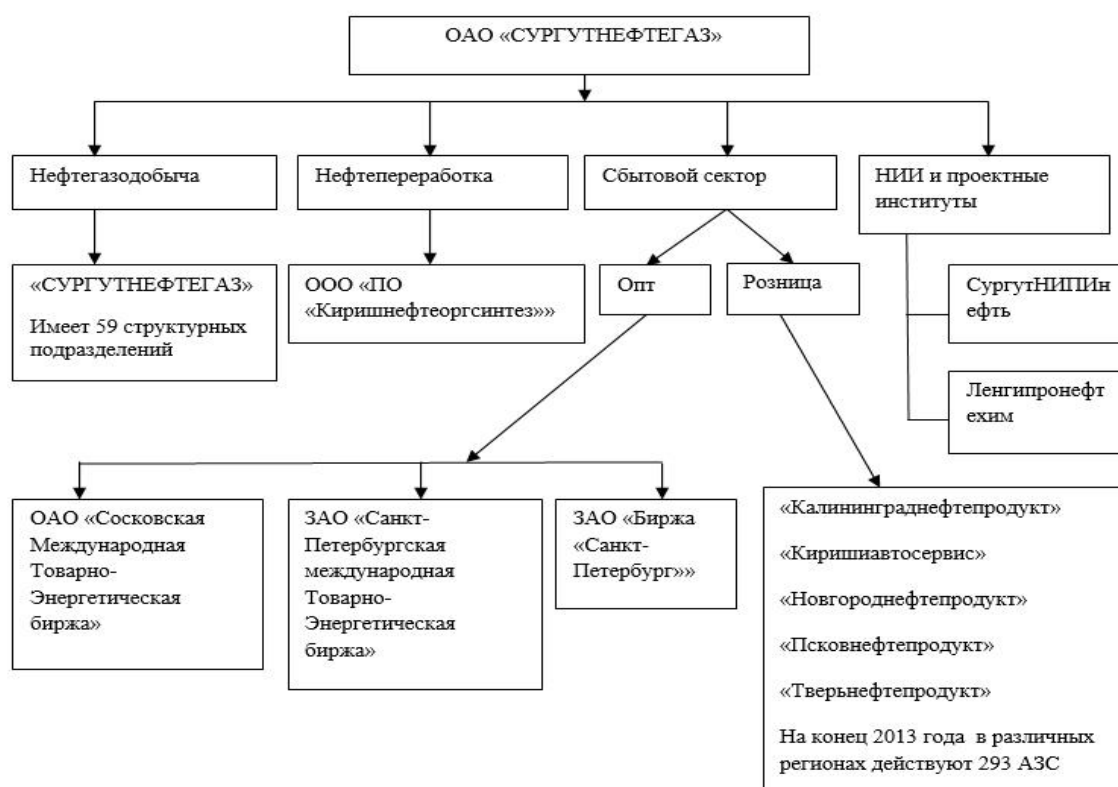 ОАО «СУРГУТНЕФТЕГАЗ»
Нефтегазодобыча
Нефтепереработка
Сбытовой сектор
НИИ и проектные
институты
«СУРГУТНЕФТЕГАЗ»
Имеет 59 структурных
подразделений
ООО «ПО
«Киришнефтеоргсинтез»»
Опт
Розница
СургутНИПИн
ефть
Ленгипронефт
ехим
ОАО «Сосковская
Международная
Товарно-
Энергетическая
биржа»
ЗАО «Санкт-
Петербургская
международная
Товарно-
Энергетическая
биржа»
ЗАО «Биржа
«Санкт-
Петербург»»
«Калининграднефтепродукт»
«Киришиавтосервис»
«Новгороднефтепродукт»
«Псковнефтепродукт»
«Тверьнефтепродукт»
На конец 2013 года в различных
регионах действуют 293 АЗС